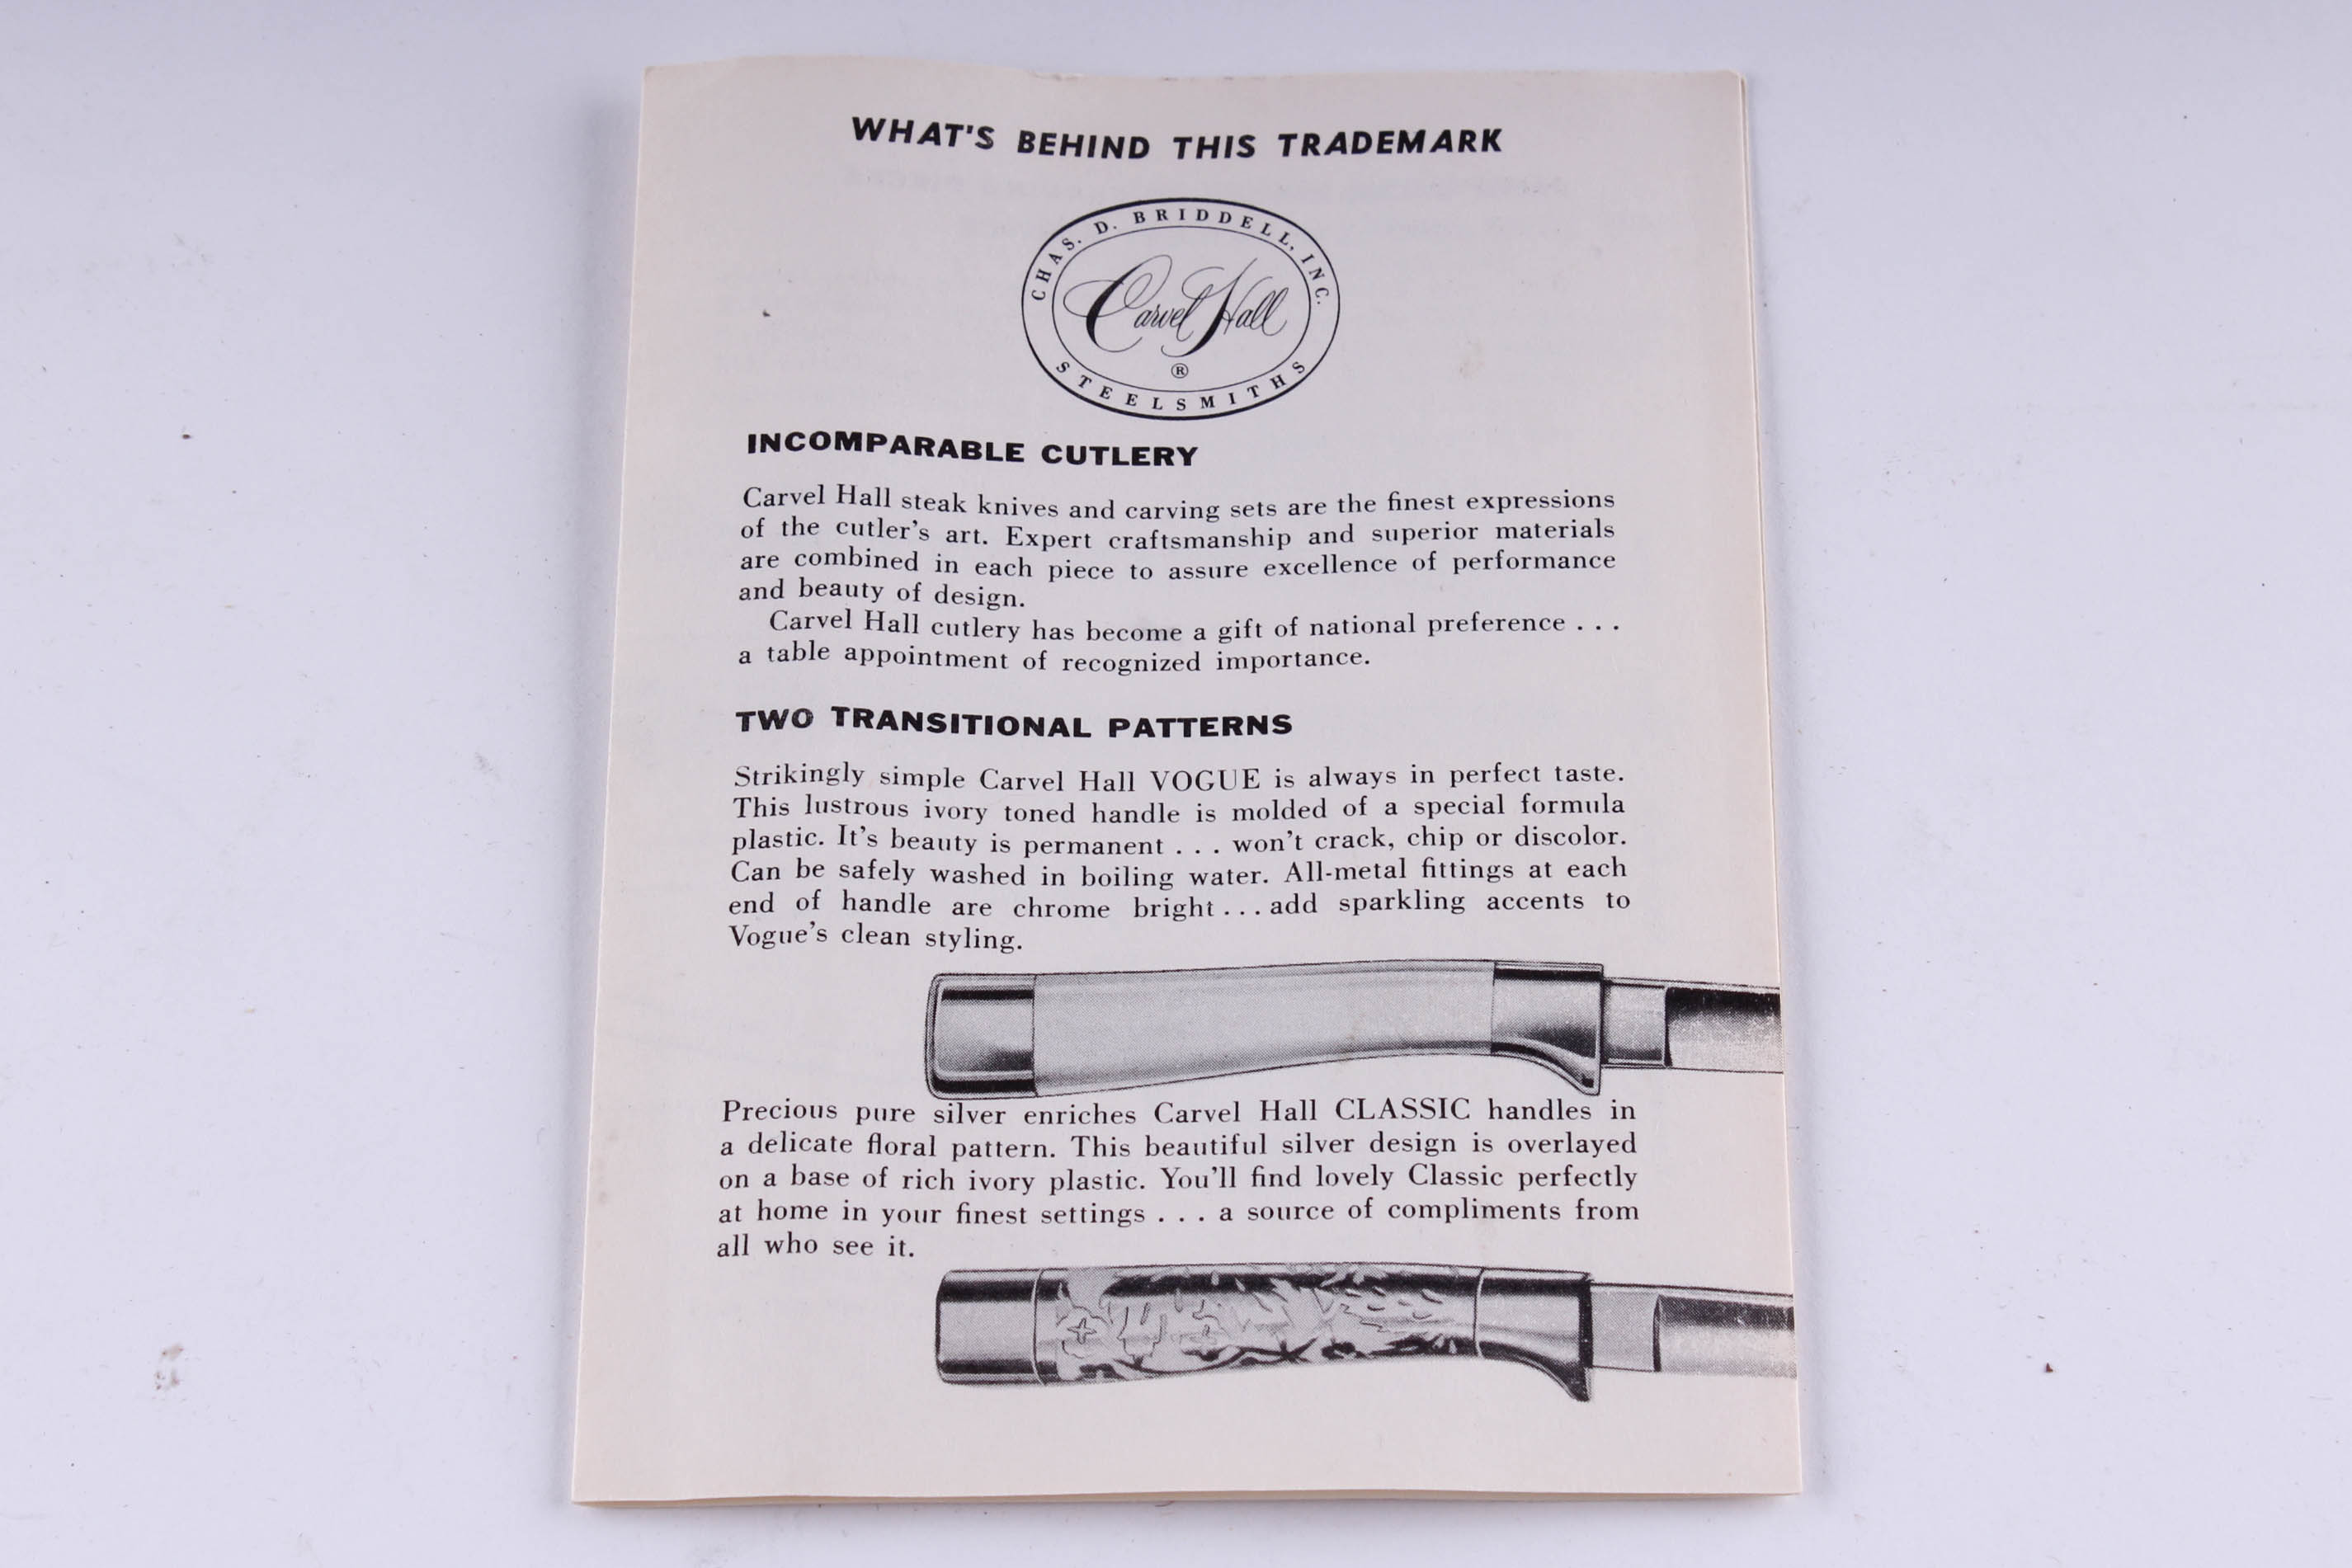 WHAT'S BEHIND THIS TRADEMARK
CHAS. D. BRIDDELL, INC.
Carvel Hall
®
STEELSMITHS
INCOMPARABLE CUTLERY
Carvel Hall steak knives and carving sets are the finest expressions
of the cutler's art. Expert craftsmanship and superior materials
are combined in each piece to assure excellence of performance
and beauty of design.
Carvel Hall cutlery has become a gift of national preference . . .
a table appointment of recognized importance.
TWO TRANSITIONAL PATTERNS
Strikingly simple Carvel Hall VOGUE is always in perfect taste.
This lustrous ivory toned handle is molded of a special formula
plastic. It's beauty is permanent . . . won't crack, chip or discolor.
Can be safely washed in boiling water. All-metal fittings at each
end of handle are chrome bright . . . add sparkling accents to
Vogue's clean styling.
Precious pure silver enriches Carvel Hall CLASSIC handles in
a delicate floral pattern. This beautiful silver design is overlayed
on a base of rich ivory plastic. You'll find lovely Classic perfectly
at home in your finest settings . . . a source of compliments from
all who see it.